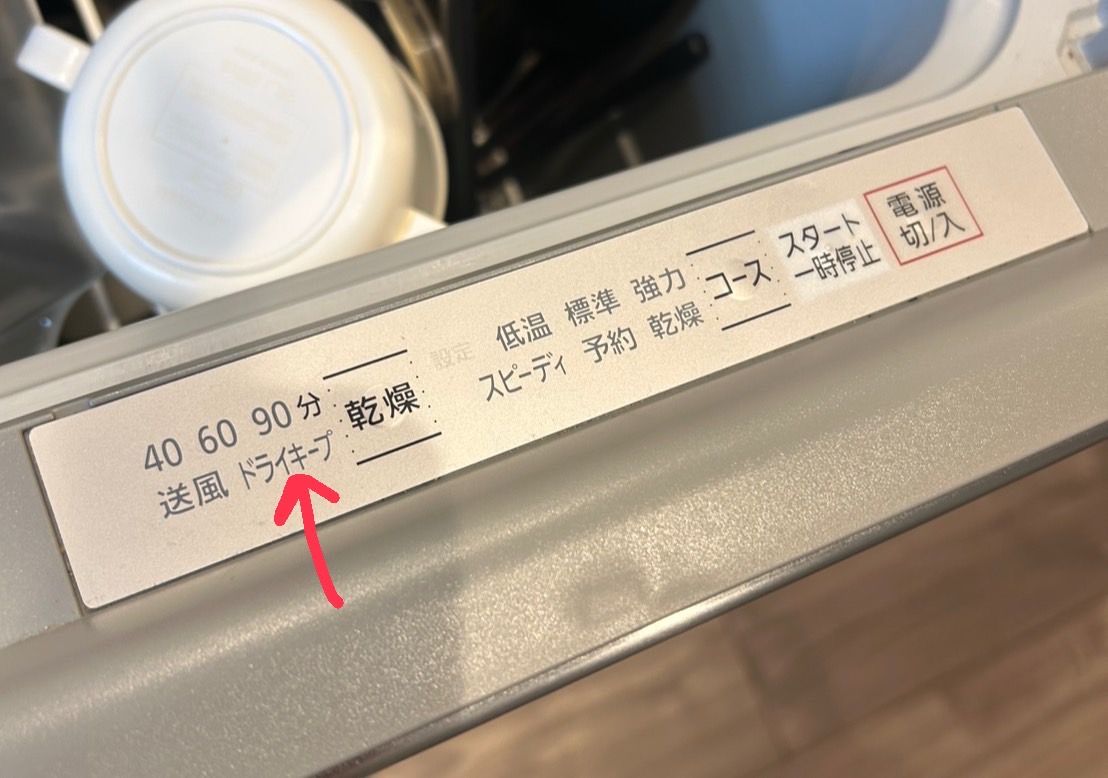 40 60 90分
送風 ドライキープ
乾燥
設定
低温 標準 強力
スピーディ 予約 乾燥
コース
スタート
一時停止
電源
切/入